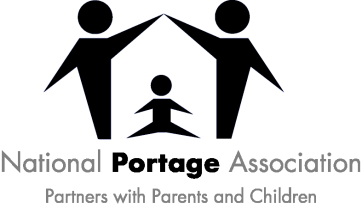 National Portage Association
Partners with Parents and Children